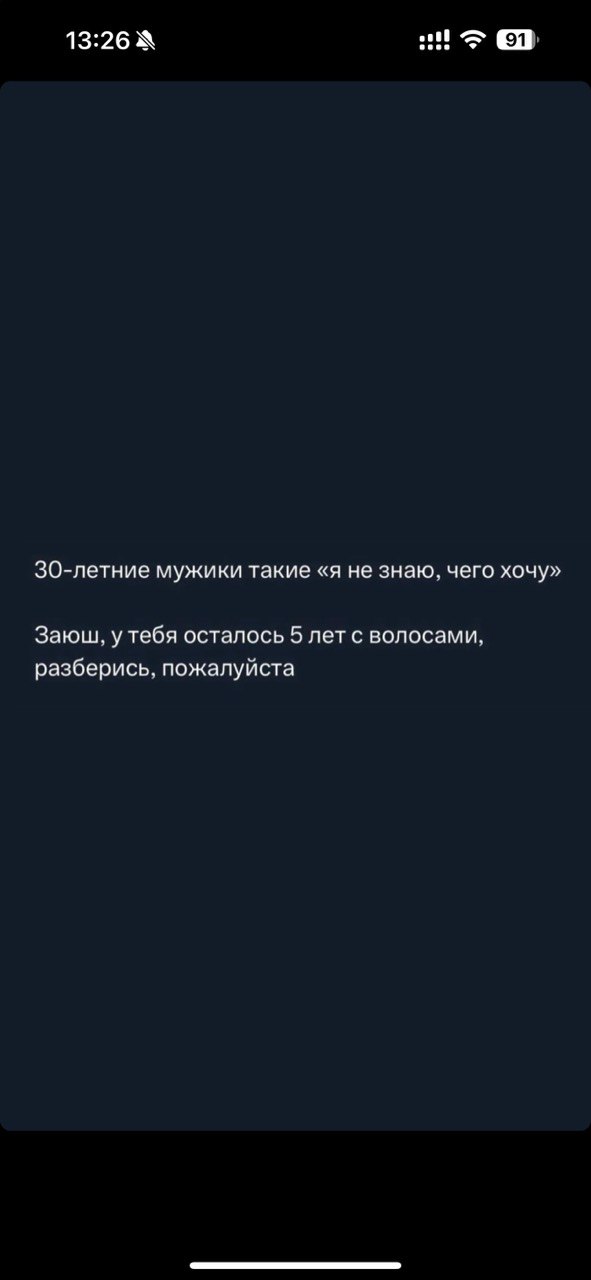 13:26
91
30-летние мужики такие «я не знаю, чего хочу»
Заюш, у тебя осталось 5 лет с волосами,
разберись, пожалуйста